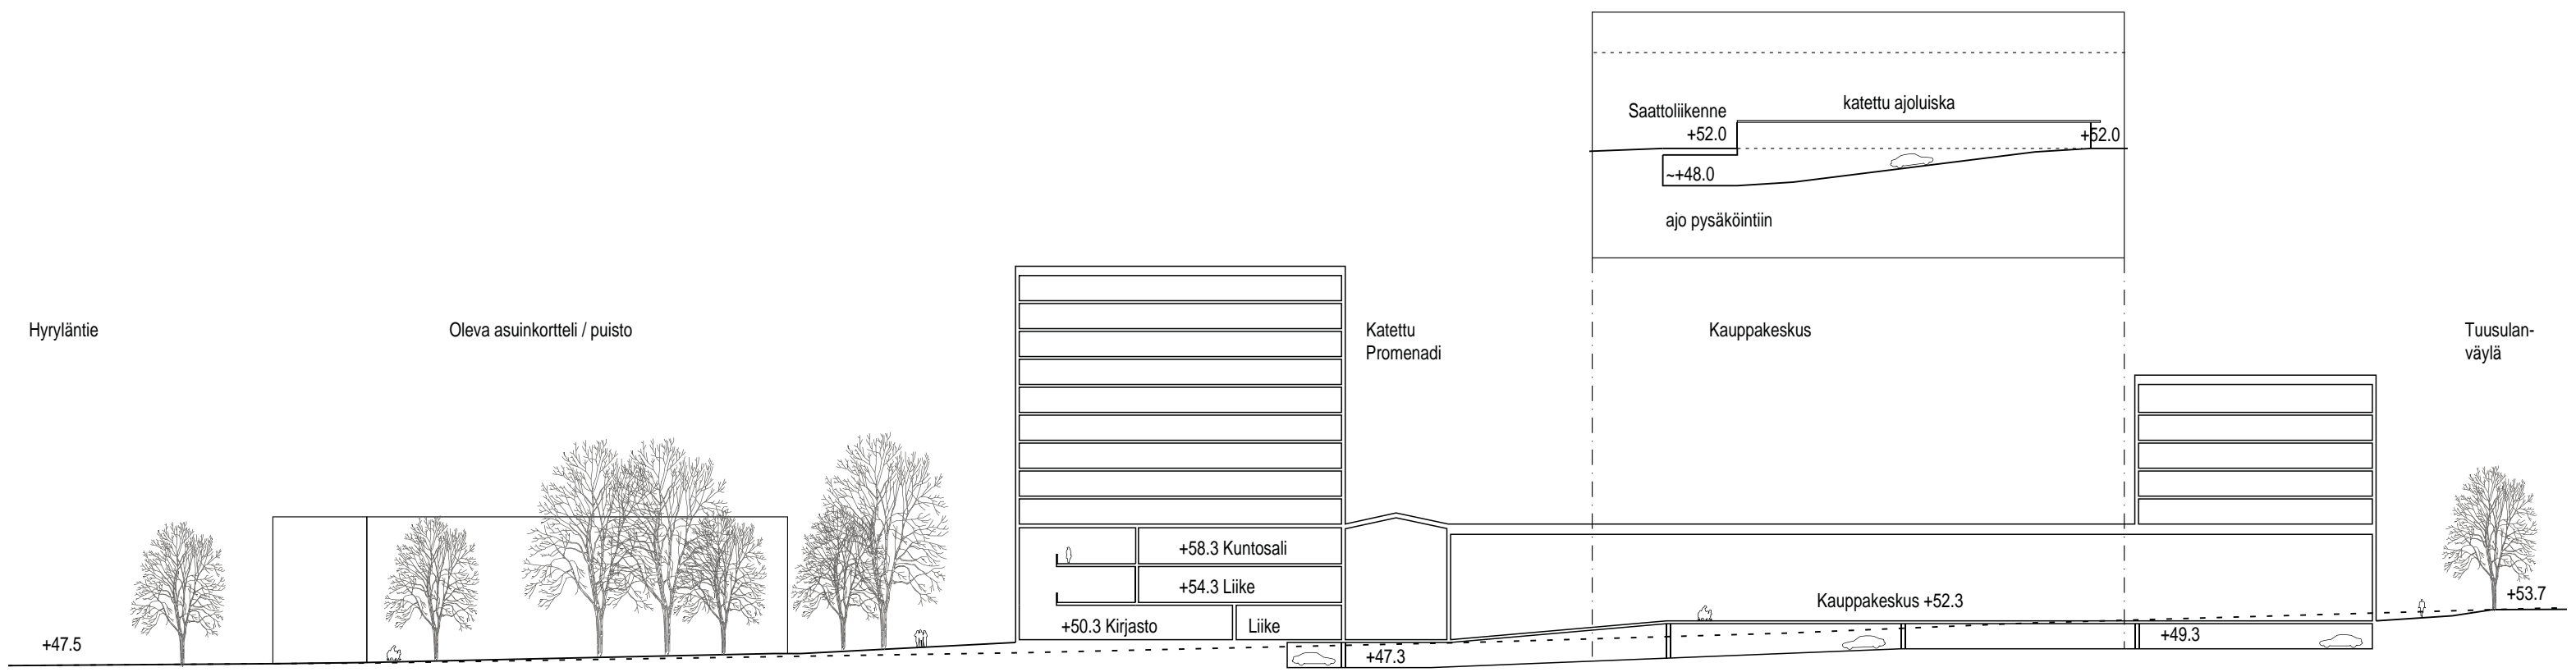 Saattoliikenne
katettu ajoluiska
+52.0
+52.0
~+48.0
ajo pysäköintiin
Hyryläntie
Oleva asuinkortteli / puisto
Katettu
Promenadi
Kauppakeskus
Tuusulan-
väylä
+58.3 Kuntosali
+54.3 Liike
+50.3 Kirjasto
Liike
Kauppakeskus +52.3
+53.7
+47.5
+47.3
+49.3